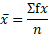 x̄ = Σfx / n